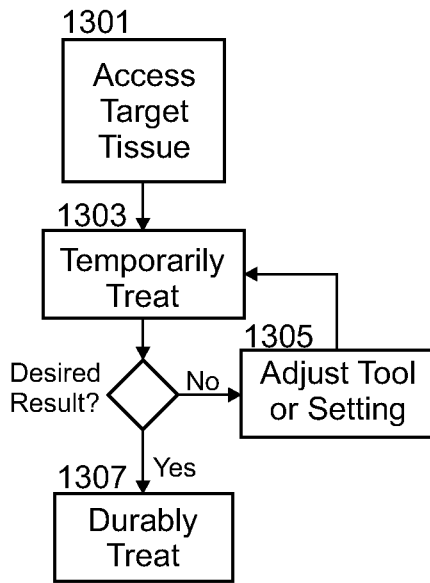 1301
Access
Target
Tissue
1303
Temporarily
Treat
Desired
Result?
No
1305
Adjust Tool
or Setting
Yes
1307
Durably
Treat